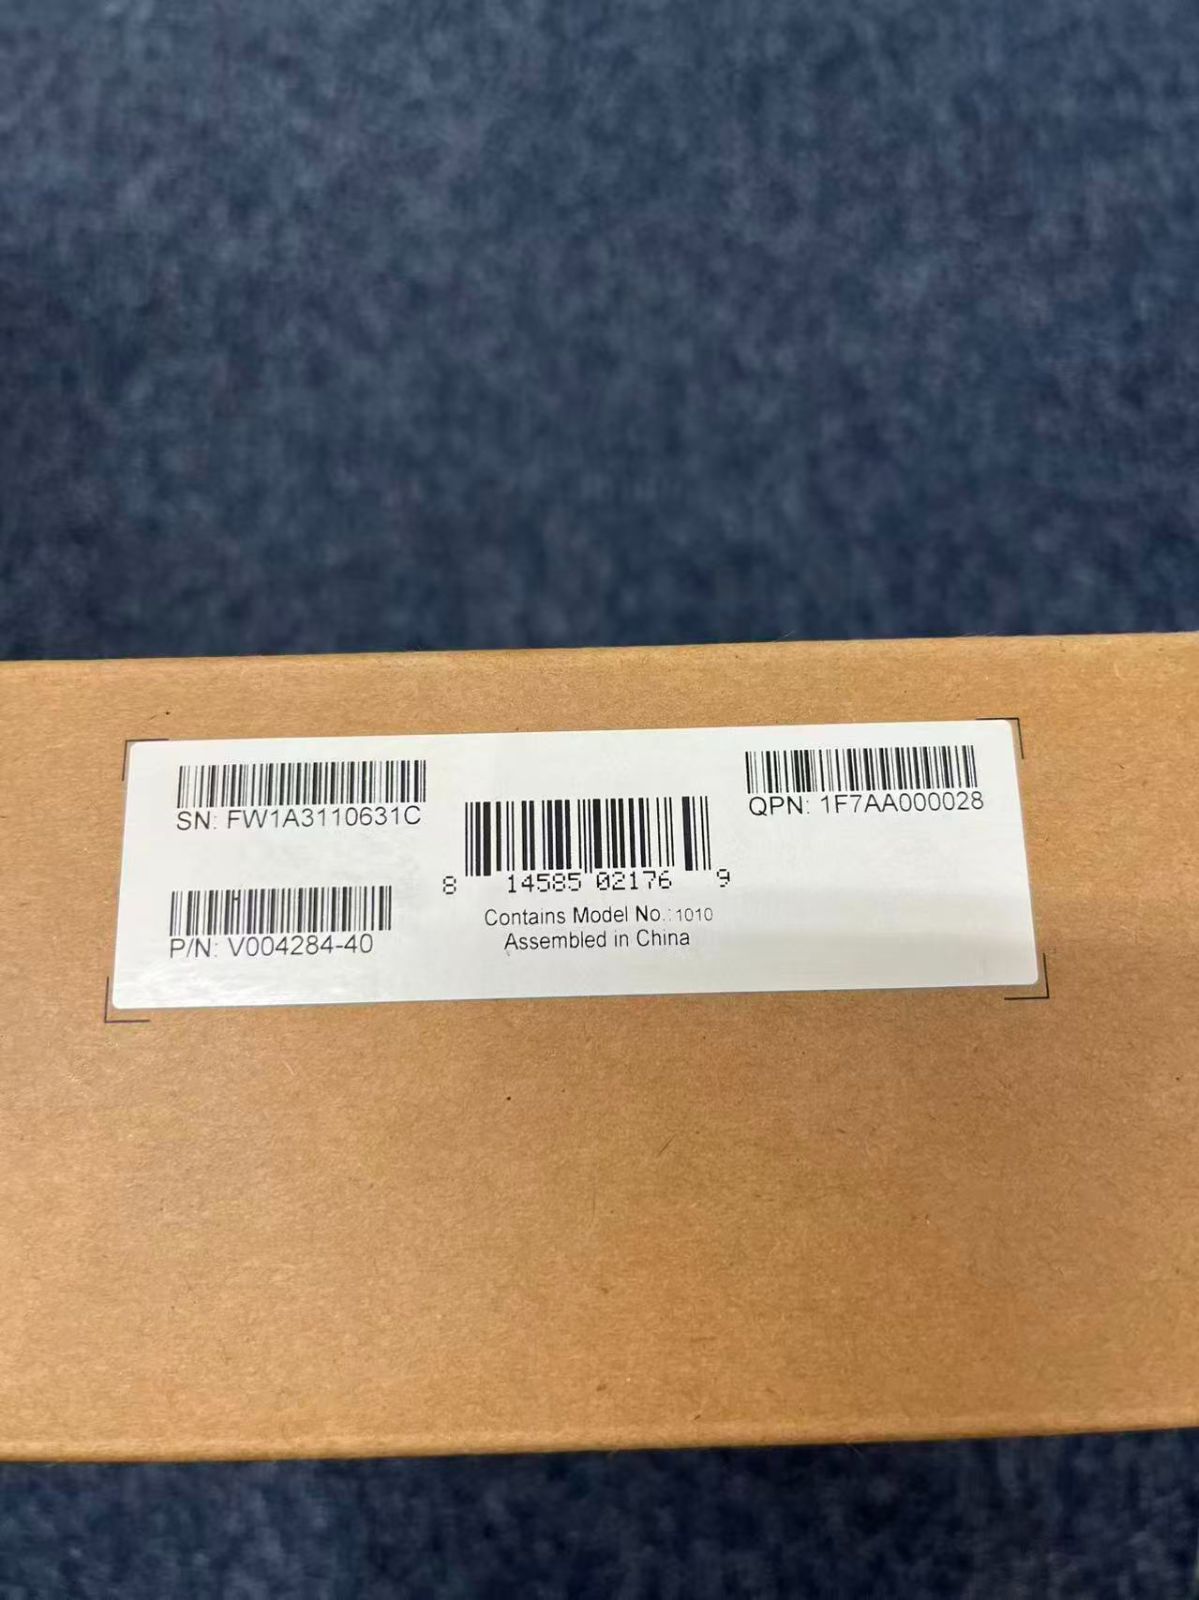 SN: FW1A3110631C
P/N: V004284-40
8 14585 02176 9
Contains Model No.: 1010
Assembled in China
QPN: 1F7AA000028